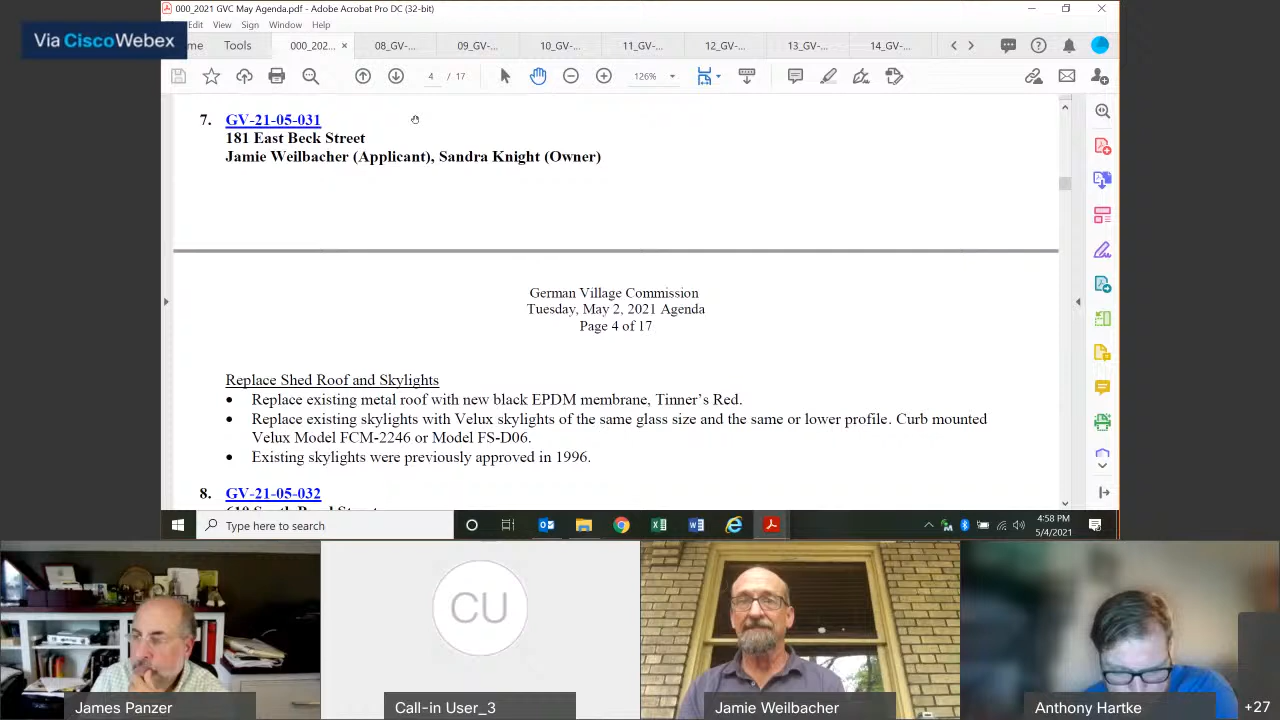 000_2021 GVC May Agenda.pdf - Adobe Acrobat Pro DC (32-bit)
Edit View Sign Window Help
Via CiscoWebex
me Tools 000_202... × 08_GV-... 09_GV-... 10_GV-... 11_GV-... 12_GV-... 13_GV-... 14_GV-...
4 / 17 126%
7. GV-21-05-031
181 East Beck Street
Jamie Weilbacher (Applicant), Sandra Knight (Owner)
German Village Commission
Tuesday, May 2, 2021 Agenda
Page 4 of 17
Replace Shed Roof and Skylights
• Replace existing metal roof with new black EPDM membrane, Tinner's Red.
• Replace existing skylights with Velux skylights of the same glass size and the same or lower profile. Curb mounted
Velux Model FCM-2246 or Model FS-D06.
• Existing skylights were previously approved in 1996.
8. GV-21-05-032
Type here to search
4:58 PM
5/4/2021
CU
James Panzer
Call-in User_3
Jamie Weilbacher
Anthony Hartke
+27